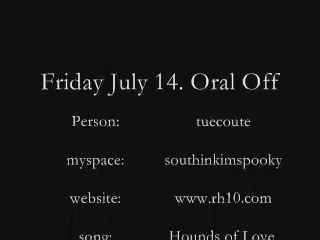 Friday July 14. Oral Off
Person: tuecoute
myspace: southinkimspooky
website: www.rh10.com
song: Hounds of Love